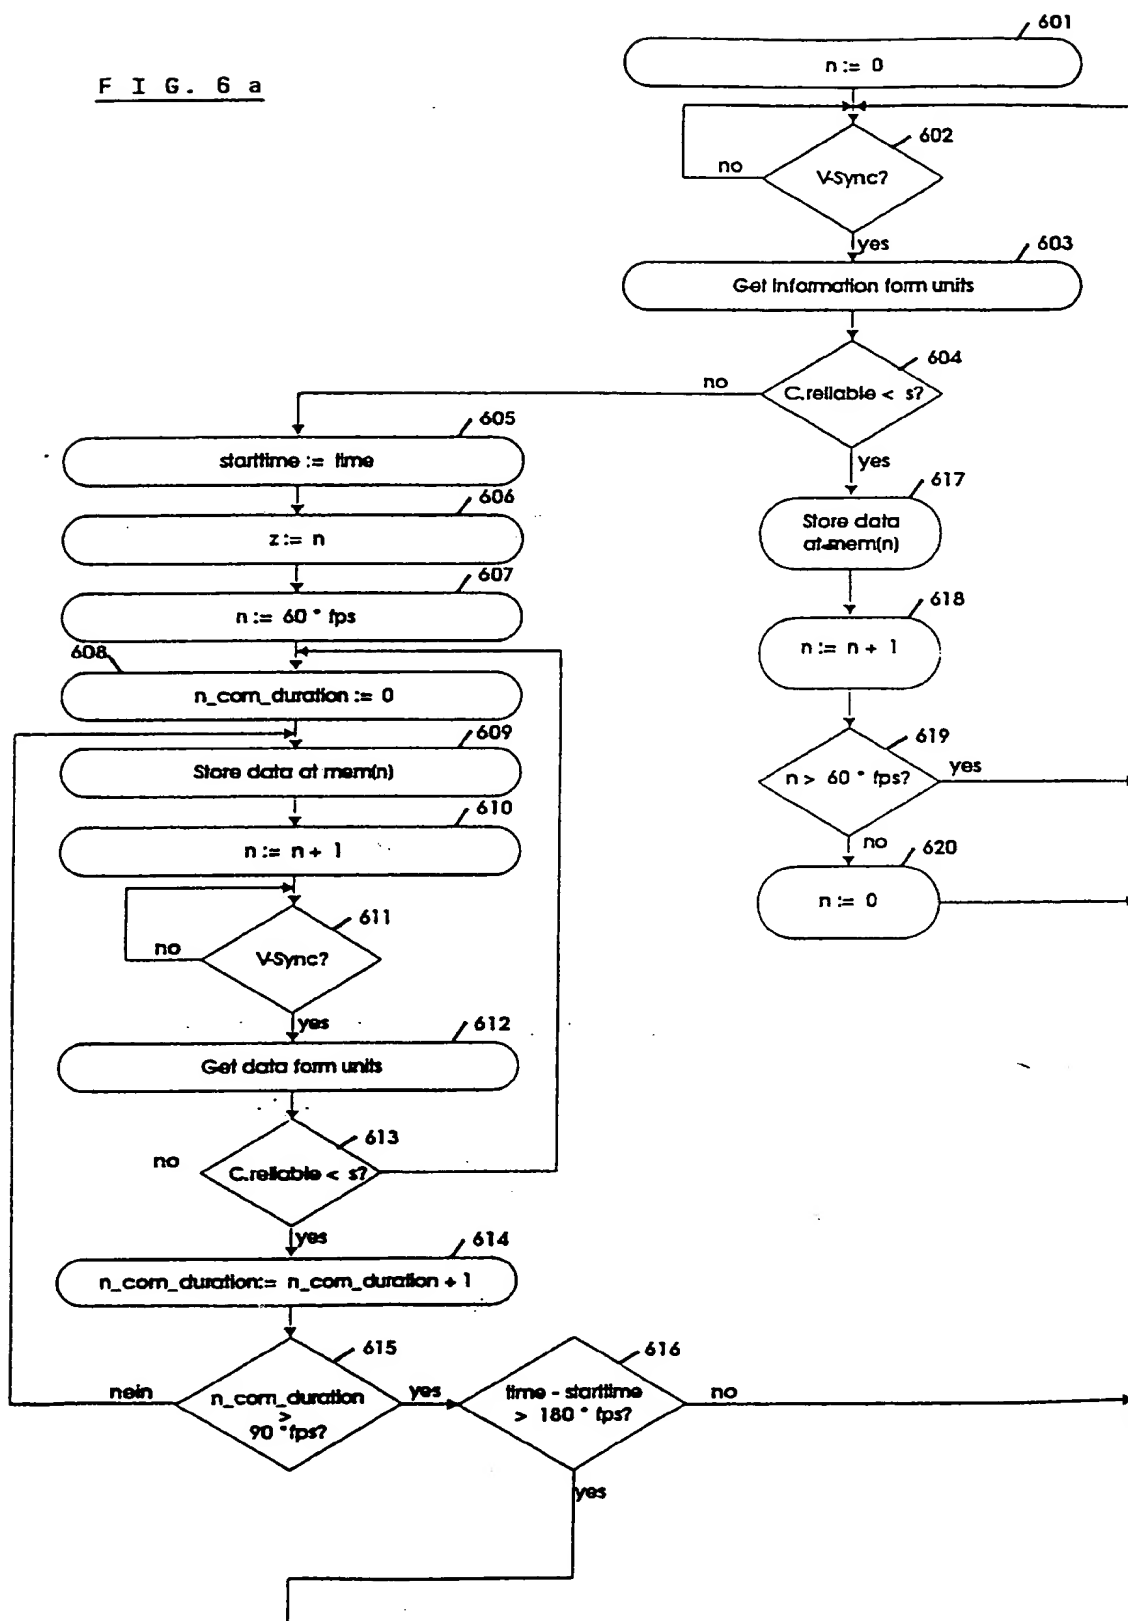 F I G. 6 a
601
n := 0
602
V-Sync?
no
yes
603
Get information form units
604
C.reliable < s?
no
yes
605
starttime := time
606
z := n
607
n := 60 * fps
608
n_com_duration := 0
609
Store data at mem(n)
610
n := n + 1
611
V-Sync?
no
yes
612
Get data form units
613
C.reliable < s?
no
yes
614
n_com_duration:= n_com_duration + 1
615
n_com_duration
>
90 * fps?
nein
yes
616
time - starttime
> 180 * fps?
no
yes
617
Store data
at mem(n)
618
n := n + 1
619
n > 60 * fps?
yes
no
620
n := 0